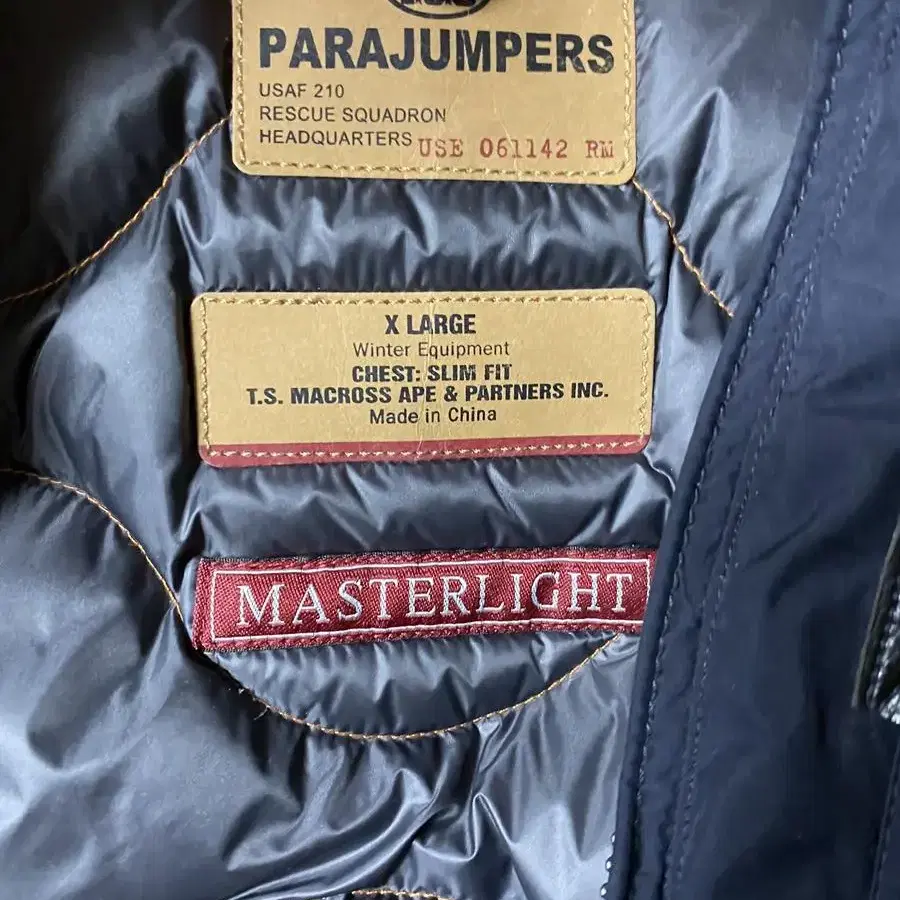 PARAJUMPERS
USAF 210
RESCUE SQUADRON
HEADQUARTERS USE 061142 RM
X LARGE
Winter Equipment
CHEST: SLIM FIT
T.S. MACROSS APE & PARTNERS INC.
Made in China
MASTERLIGHT